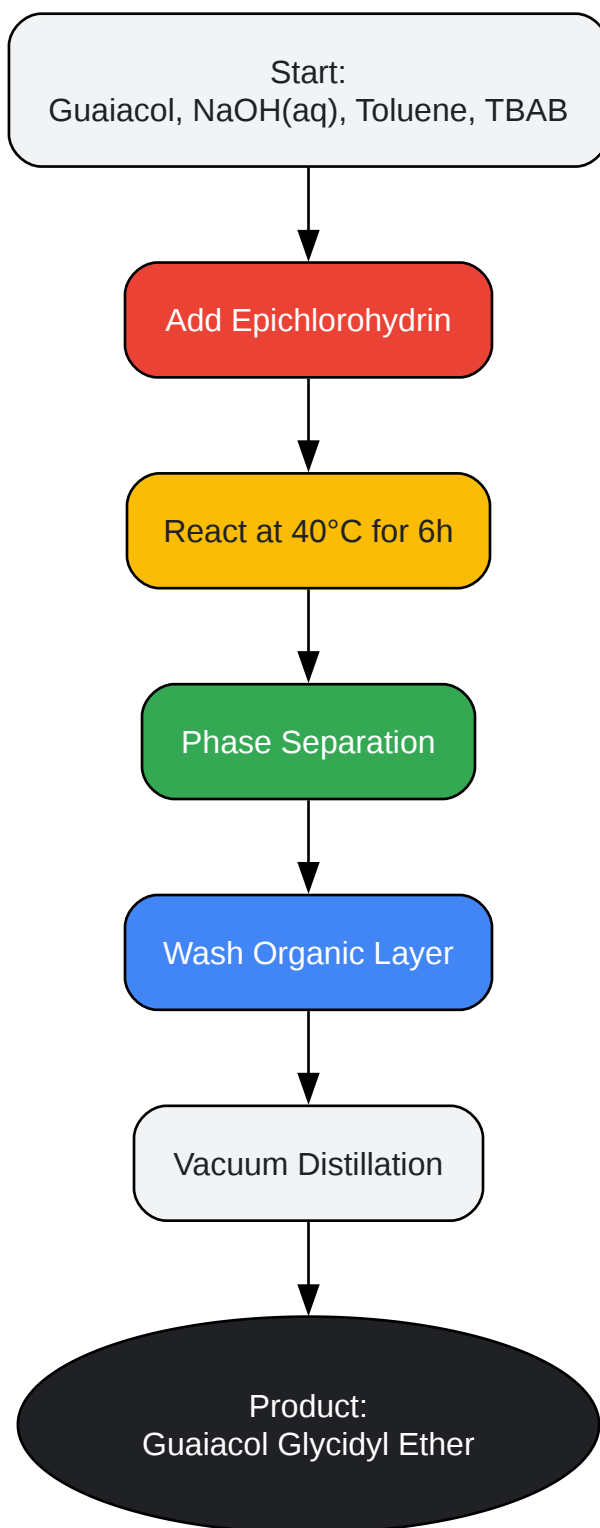 Start:
Guaiacol, NaOH(aq), Toluene, TBAB
Add Epichlorohydrin
React at 40°C for 6h
Phase Separation
Wash Organic Layer
Vacuum Distillation
Product:
Guaiacol Glycidyl Ether